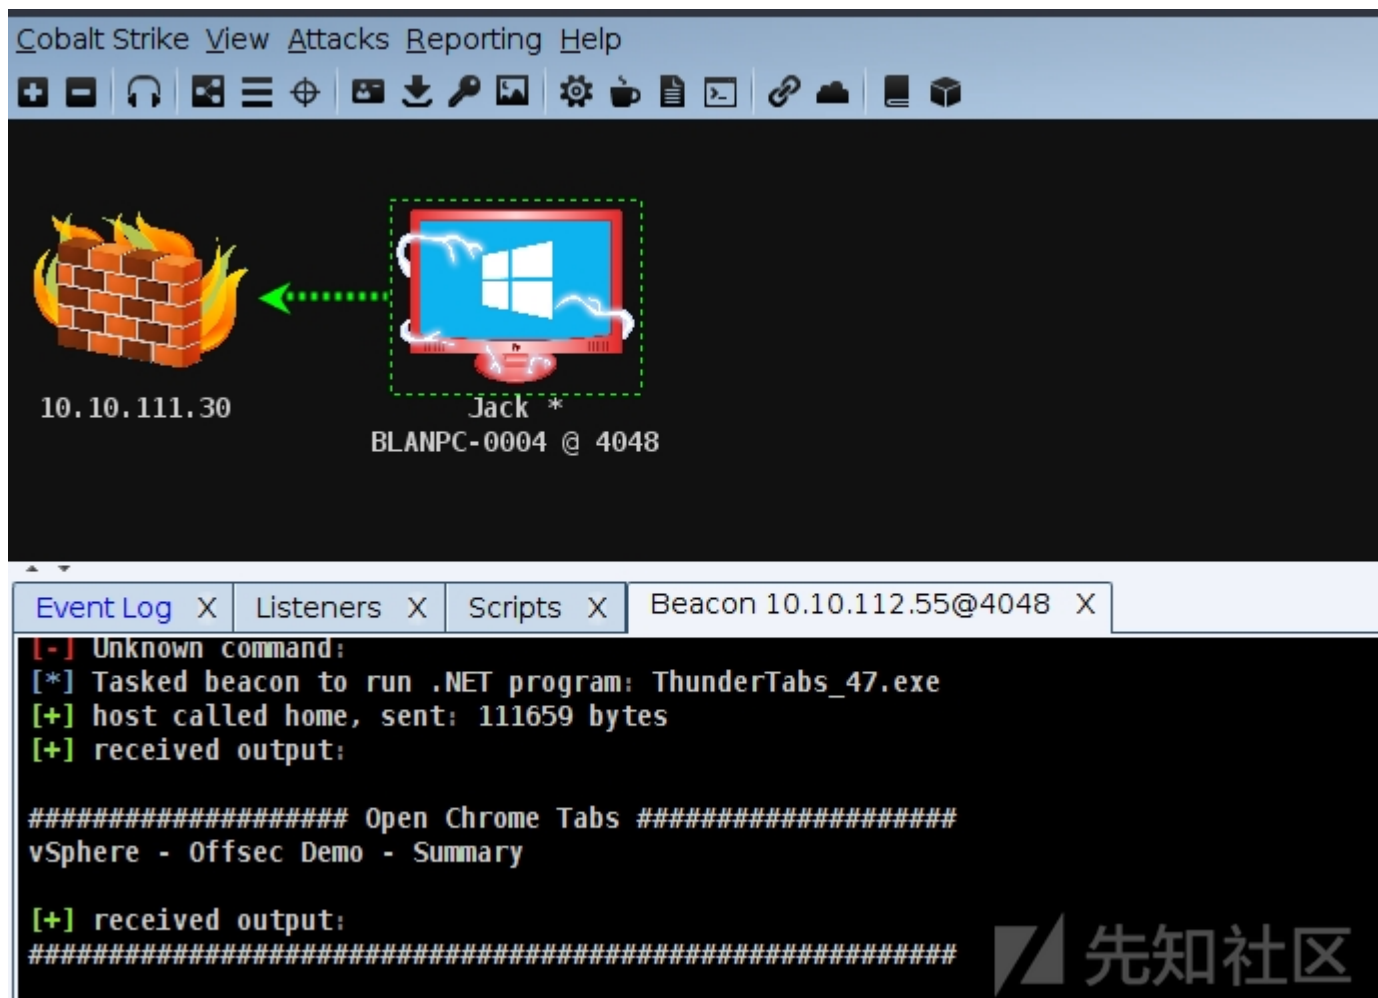 Cobalt Strike View Attacks Reporting Help
10.10.111.30
Jack *
BLANPC-0004 @ 4048
Event Log X Listeners X Scripts X Beacon 10.10.112.55@4048 X
[-] Unknown command:
[*] Tasked beacon to run .NET program: ThunderTabs_47.exe
[+] host called home, sent: 111659 bytes
[+] received output:
#################### Open Chrome Tabs ####################
vSphere - Offsec Demo - Summary
[+] received output:
##########################################################
先知社区